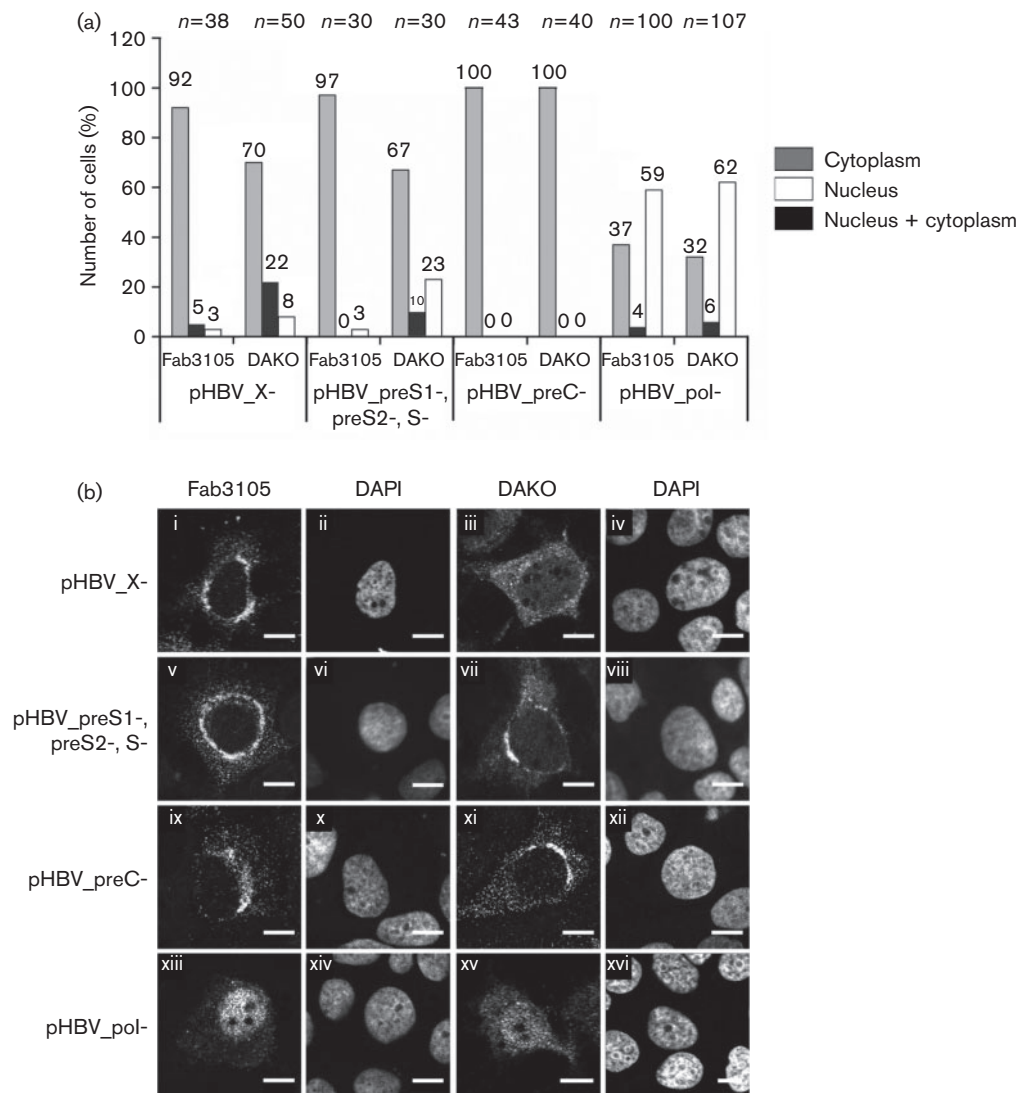 (a)
n=38 n=50 n=30 n=30 n=43 n=40 n=100 n=107
120
100
80
60
40
20
0
Number of cells (%)
92 5 3 70 22 8 97 0 3 67 10 23 100 0 0 100 0 0 37 4 59 32 6 62
Cytoplasm
Nucleus
Nucleus + cytoplasm
Fab3105 DAKO Fab3105 DAKO Fab3105 DAKO Fab3105 DAKO
pHBV_X- pHBV_preS1-, pHBV_preC- pHBV_pol-
preS2-, S-
(b)
Fab3105 DAPI DAKO DAPI
pHBV_X-
i ii iii iv
pHBV_preS1-,
preS2-, S-
v vi vii viii
pHBV_preC-
ix x xi xii
pHBV_pol-
xiii xiv xv xvi